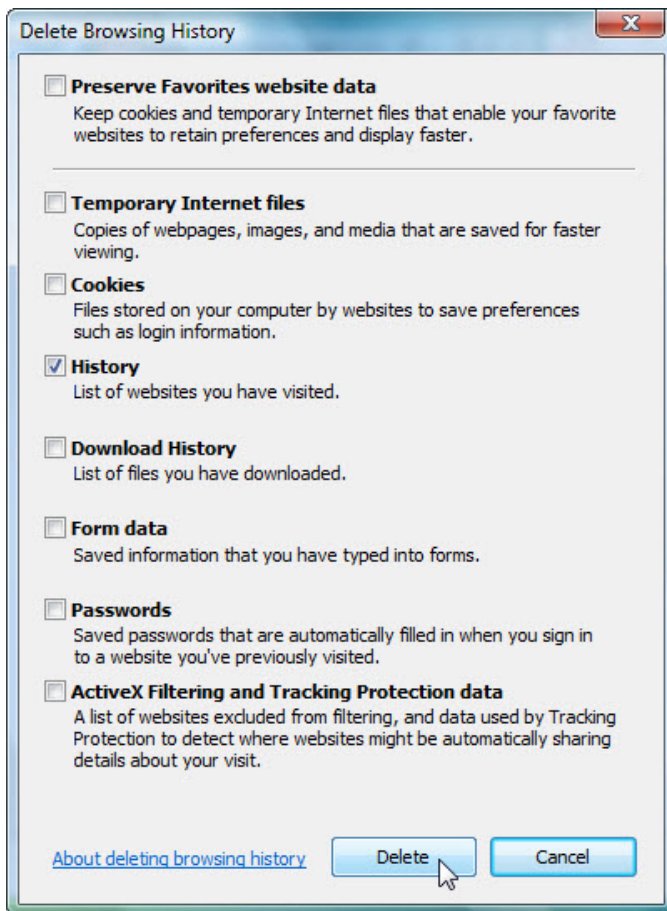 Delete Browsing History
Preserve Favorites website data
Keep cookies and temporary Internet files that enable your favorite
websites to retain preferences and display faster.
Temporary Internet files
Copies of webpages, images, and media that are saved for faster
viewing.
Cookies
Files stored on your computer by websites to save preferences
such as login information.
History
List of websites you have visited.
Download History
List of files you have downloaded.
Form data
Saved information that you have typed into forms.
Passwords
Saved passwords that are automatically filled in when you sign in
to a website you've previously visited.
ActiveX Filtering and Tracking Protection data
A list of websites excluded from filtering, and data used by Tracking
Protection to detect where websites might be automatically sharing
details about your visit.
About deleting browsing history Delete Cancel